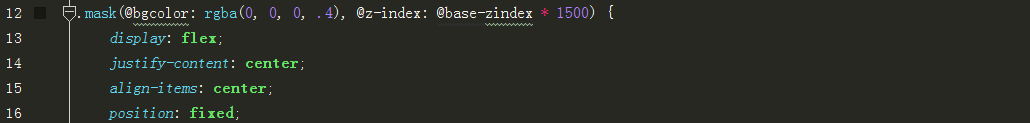 12 .mask(@bgcolor: rgba(0, 0, 0, .4), @z-index: @base-zindex * 1500) {
13 display: flex;
14 justify-content: center;
15 align-items: center;
16 position: fixed;